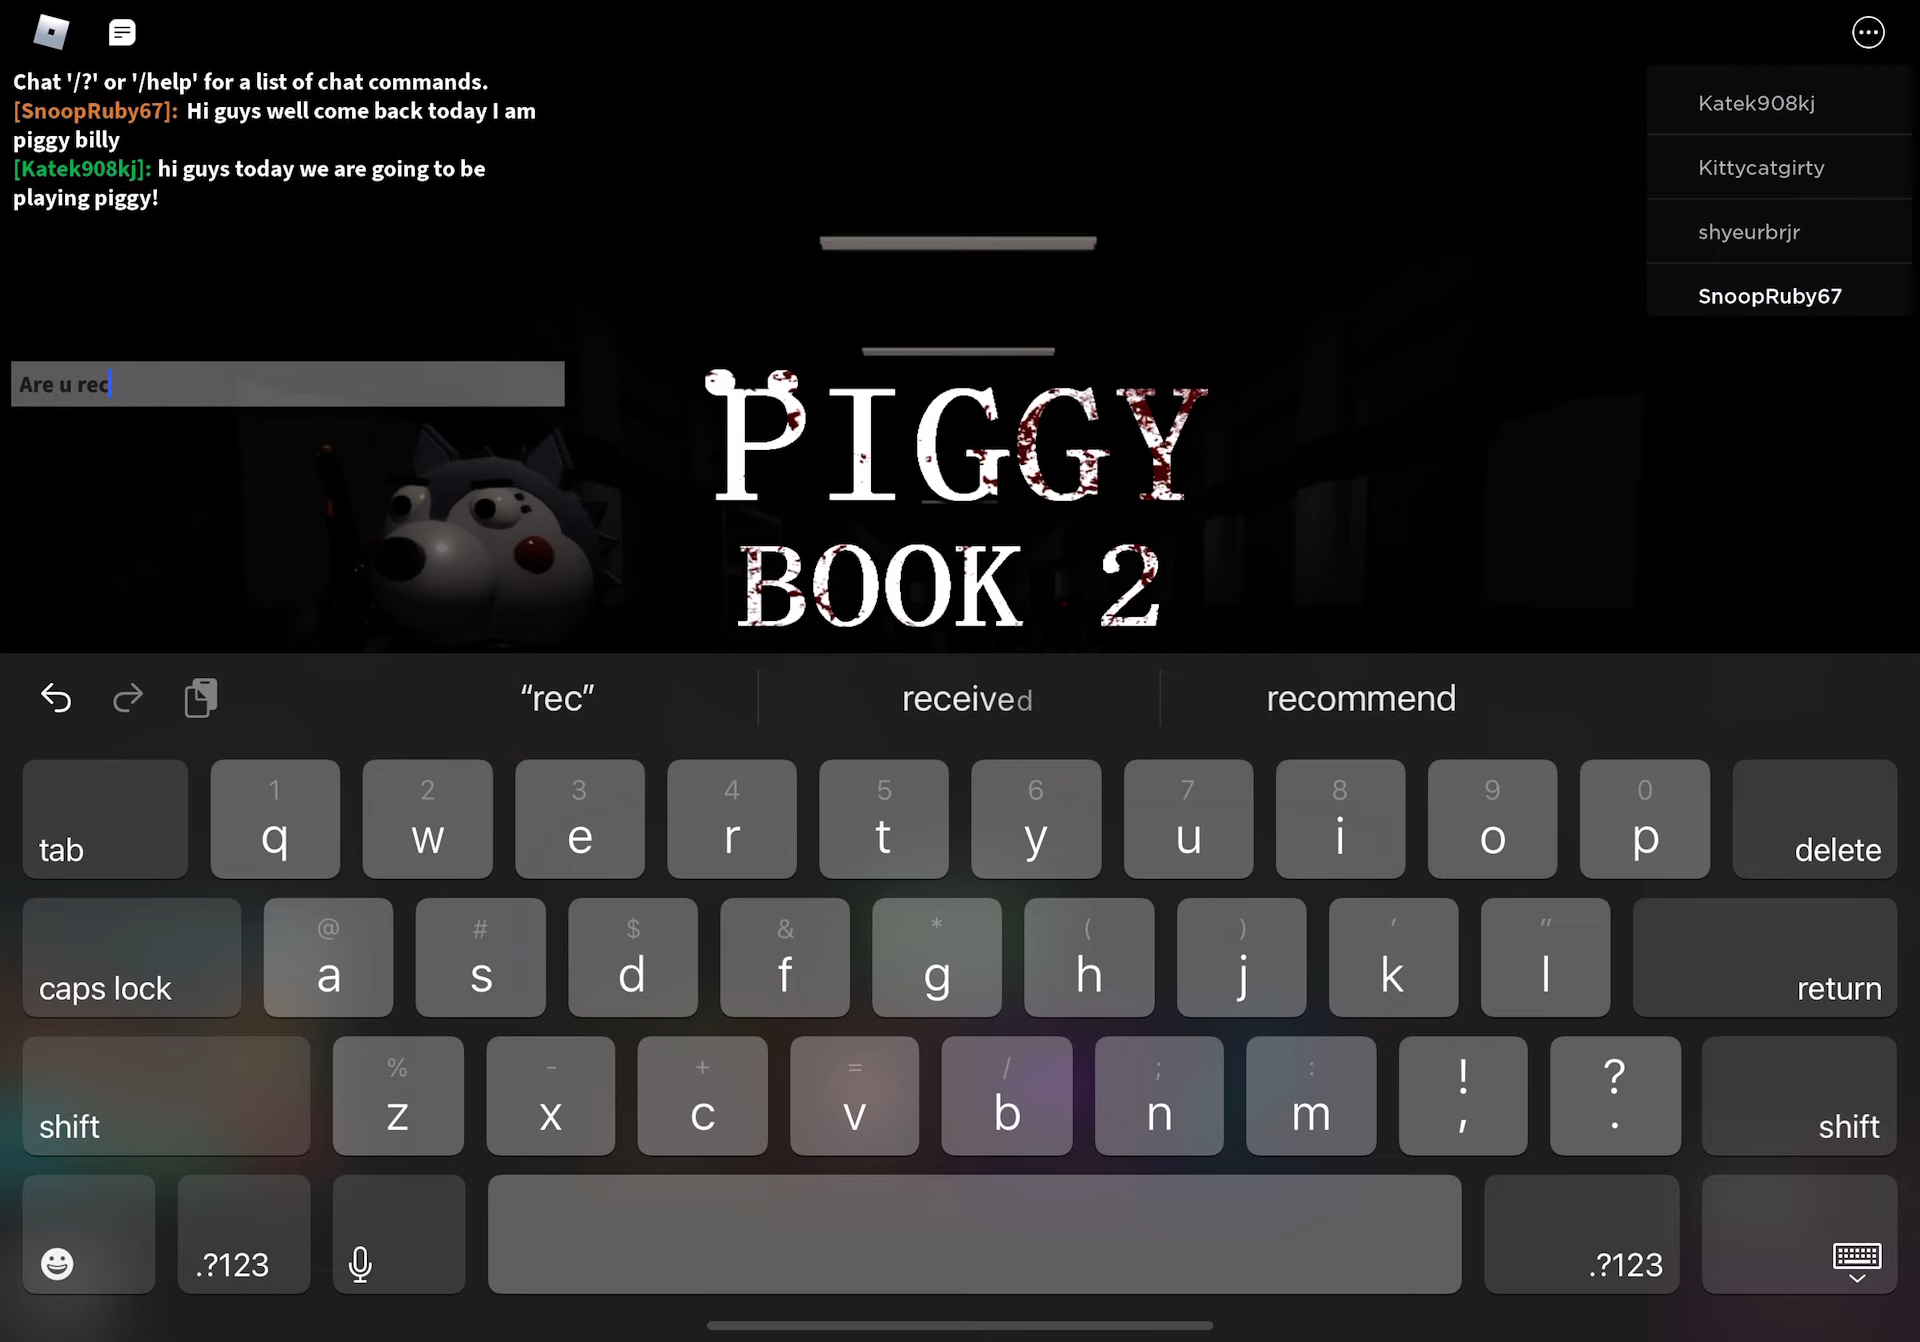 Chat '/?' or '/help' for a list of chat commands.
[SnoopRuby67]: Hi guys well come back today I am
piggy billy
[Katek908kj]: hi guys today we are going to be
playing piggy!
Katek908kj
Kittycatgirty
shyeurbrjr
SnoopRuby67
Are u rec
PIGGY
BOOK 2
“rec” received recommend
1 2 3 4 5 6 7 8 9 0
tab q w e r t y u i o p delete
@ # $ & * ( ) ' "
caps lock a s d f g h j k l return
% - + = / ; : ! ?
shift z x c v b n m , . shift
.?123 .?123